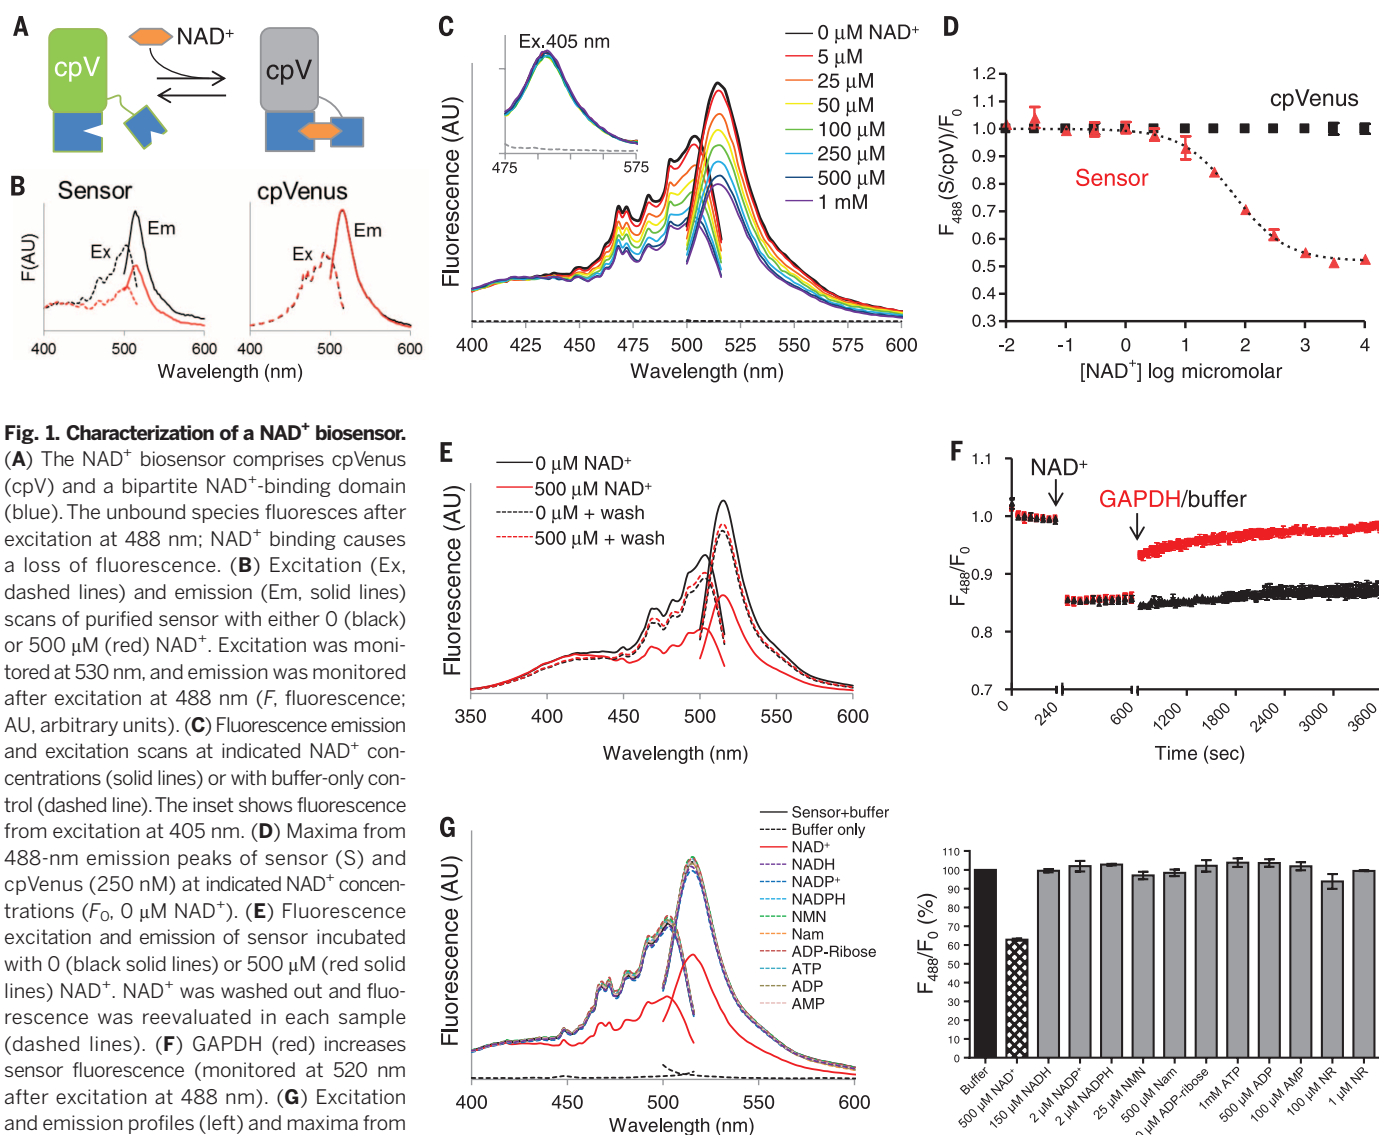 A
cpV
NAD+
cpV
B
Sensor
cpVenus
F(AU)
Ex
Em
Ex
Em
400 500 600
400 500 600
Wavelength (nm)
Wavelength (nm)
C
Ex.405 nm
475 575
0 μM NAD+
5 μM
25 μM
50 μM
100 μM
250 μM
500 μM
1 mM
Fluorescence (AU)
400 425 450 475 500 525 550 575 600
Wavelength (nm)
D
F488(S/cpV)/F0
1.2
1.1
1.0
0.9
0.8
0.7
0.6
0.5
0.4
0.3
cpVenus
Sensor
-2 -1 0 1 2 3 4
[NAD+] log micromolar
Fig. 1. Characterization of a NAD+ biosensor.
(A) The NAD+ biosensor comprises cpVenus
(cpV) and a bipartite NAD+-binding domain
(blue). The unbound species fluoresces after
excitation at 488 nm; NAD+ binding causes
a loss of fluorescence. (B) Excitation (Ex,
dashed lines) and emission (Em, solid lines)
scans of purified sensor with either 0 (black)
or 500 μM (red) NAD+. Excitation was moni-
tored at 530 nm, and emission was monitored
after excitation at 488 nm (F, fluorescence;
AU, arbitrary units). (C) Fluorescence emission
and excitation scans at indicated NAD+ con-
centrations (solid lines) or with buffer-only con-
trol (dashed line). The inset shows fluorescence
from excitation at 405 nm. (D) Maxima from
488-nm emission peaks of sensor (S) and
cpVenus (250 nM) at indicated NAD+ concen-
trations (F0, 0 μM NAD+). (E) Fluorescence
excitation and emission of sensor incubated
with 0 (black solid lines) or 500 μM (red solid
lines) NAD+. NAD+ was washed out and fluo-
rescence was reevaluated in each sample
(dashed lines). (F) GAPDH (red) increases
sensor fluorescence (monitored at 520 nm
after excitation at 488 nm). (G) Excitation
and emission profiles (left) and maxima from
E
0 μM NAD+
500 μM NAD+
0 μM + wash
500 μM + wash
Fluorescence (AU)
350 400 450 500 550 600
Wavelength (nm)
F
NAD+
GAPDH/buffer
F488/F0
1.1
1.0
0.9
0.8
0.7
0 240 600 1200 1800 2400 3000 3600
Time (sec)
G
Sensor+buffer
Buffer only
NAD+
NADH
NADP+
NADPH
NMN
Nam
ADP-Ribose
ATP
ADP
AMP
Fluorescence (AU)
400 450 500 550 600
Wavelength (nm)
F488/F0 (%)
110
100
90
80
70
60
50
40
30
20
10
0
Buffer
500 μM NAD+
150 μM NADH
2 μM NADP+
2 μM NADPH
25 μM NMN
500 μM Nam
0 μM ADP-ribose
1mM ATP
500 μM ADP
100 μM AMP
100 μM NR
1 μM NR